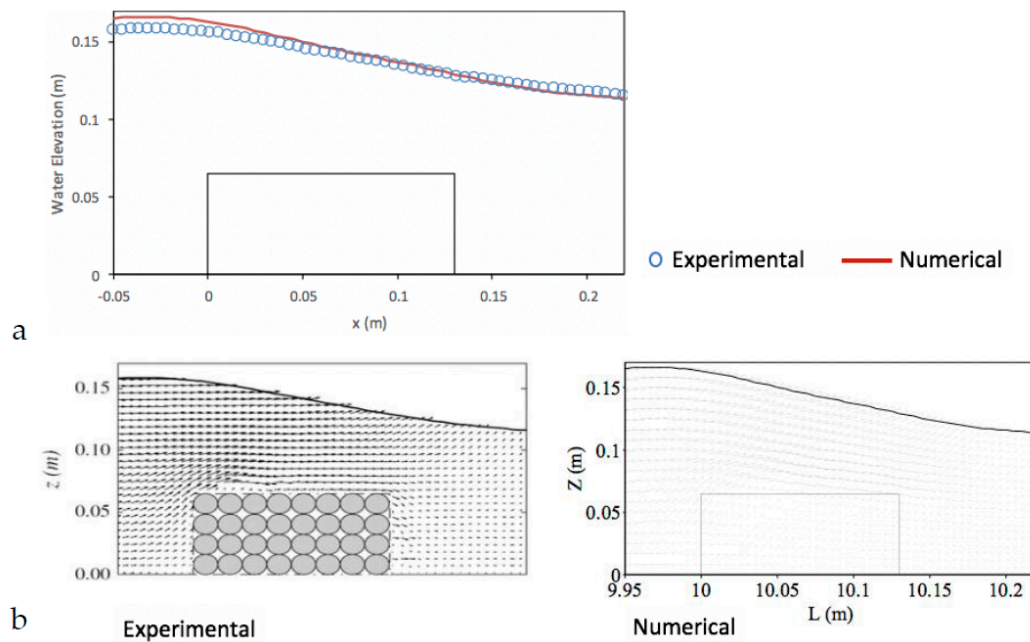 0.15
0.1
0.05
0
Water Elevation (m)
-0.05 0 0.05 0.1 0.15 0.2
x (m)
Experimental Numerical
a
0.15
0.10
0.05
0.00
z (m)
0.15
0.1
0.05
0
Z (m)
9.95 10 10.05 10.1 10.15 10.2
L (m)
b
Experimental
Numerical